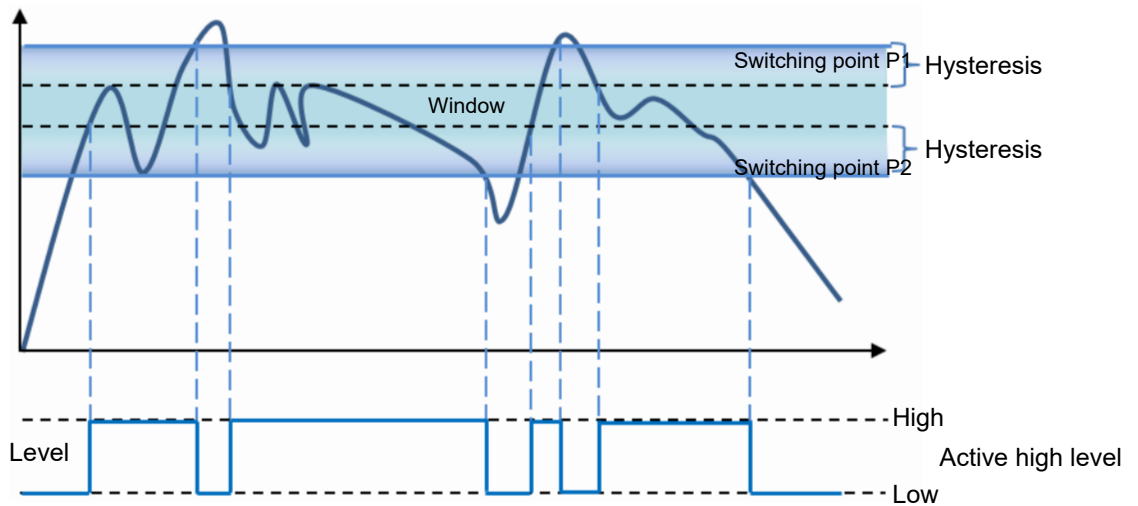 Switching point P1
Hysteresis
Window
Hysteresis
Switching point P2
High
Level
Active high level
Low